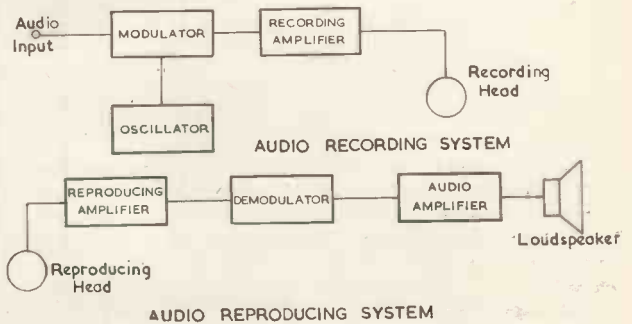 Audio
Input
MODULATOR
RECORDING
AMPLIFIER
Recording
Head
OSCILLATOR
AUDIO RECORDING SYSTEM
REPRODUCING
AMPLIFIER
DEMODULATOR
AUDIO
AMPLIFIER
Loudspeaker
Reproducing
Head
AUDIO REPRODUCING SYSTEM